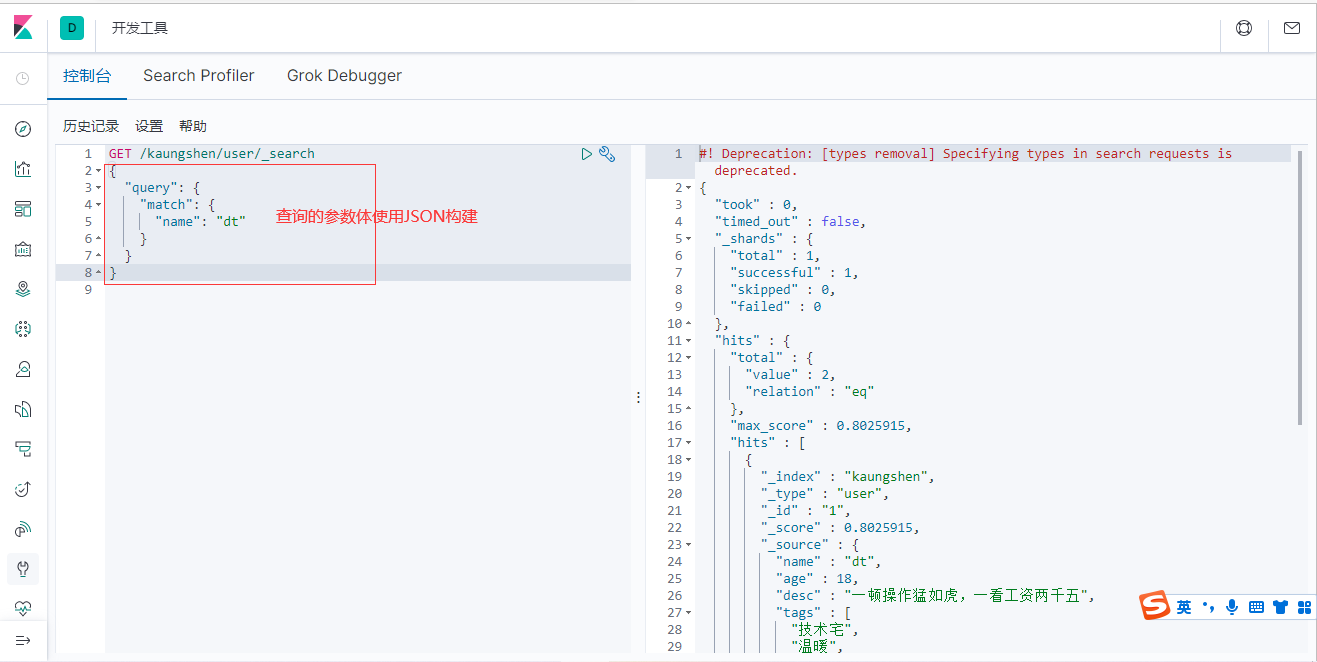 D 开发工具
控制台 Search Profiler Grok Debugger
历史记录 设置 帮助
1 GET /kaungshen/user/_search
2 {
3 "query": {
4 "match": {
5 "name": "dt"
6 }
7 }
8 }
9
查询的参数体使用JSON构建
1 #! Deprecation: [types removal] Specifying types in search requests is
deprecated.
2 {
3 "took" : 0,
4 "timed_out" : false,
5 "_shards" : {
6 "total" : 1,
7 "successful" : 1,
8 "skipped" : 0,
9 "failed" : 0
10 },
11 "hits" : {
12 "total" : {
13 "value" : 2,
14 "relation" : "eq"
15 },
16 "max_score" : 0.8025915,
17 "hits" : [
18 {
19 "_index" : "kaungshen",
20 "_type" : "user",
21 "_id" : "1",
22 "_score" : 0.8025915,
23 "_source" : {
24 "name" : "dt",
25 "age" : 18,
26 "desc" : "一顿操作猛如虎，一看工资两千五",
27 "tags" : [
28 "技术宅",
29 "温暖",
S 英